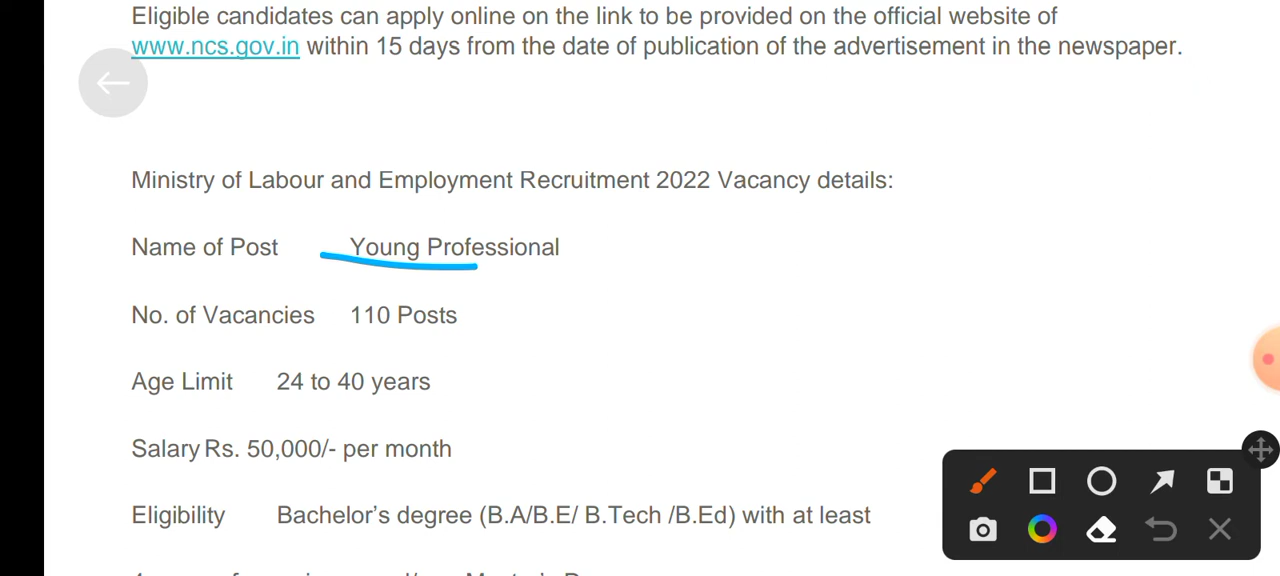 Eligible candidates can apply online on the link to be provided on the official website of
www.ncs.gov.in within 15 days from the date of publication of the advertisement in the newspaper.
Ministry of Labour and Employment Recruitment 2022 Vacancy details:
Name of Post Young Professional
No. of Vacancies 110 Posts
Age Limit 24 to 40 years
Salary Rs. 50,000/- per month
Eligibility Bachelor's degree (B.A/B.E/ B.Tech /B.Ed) with at least